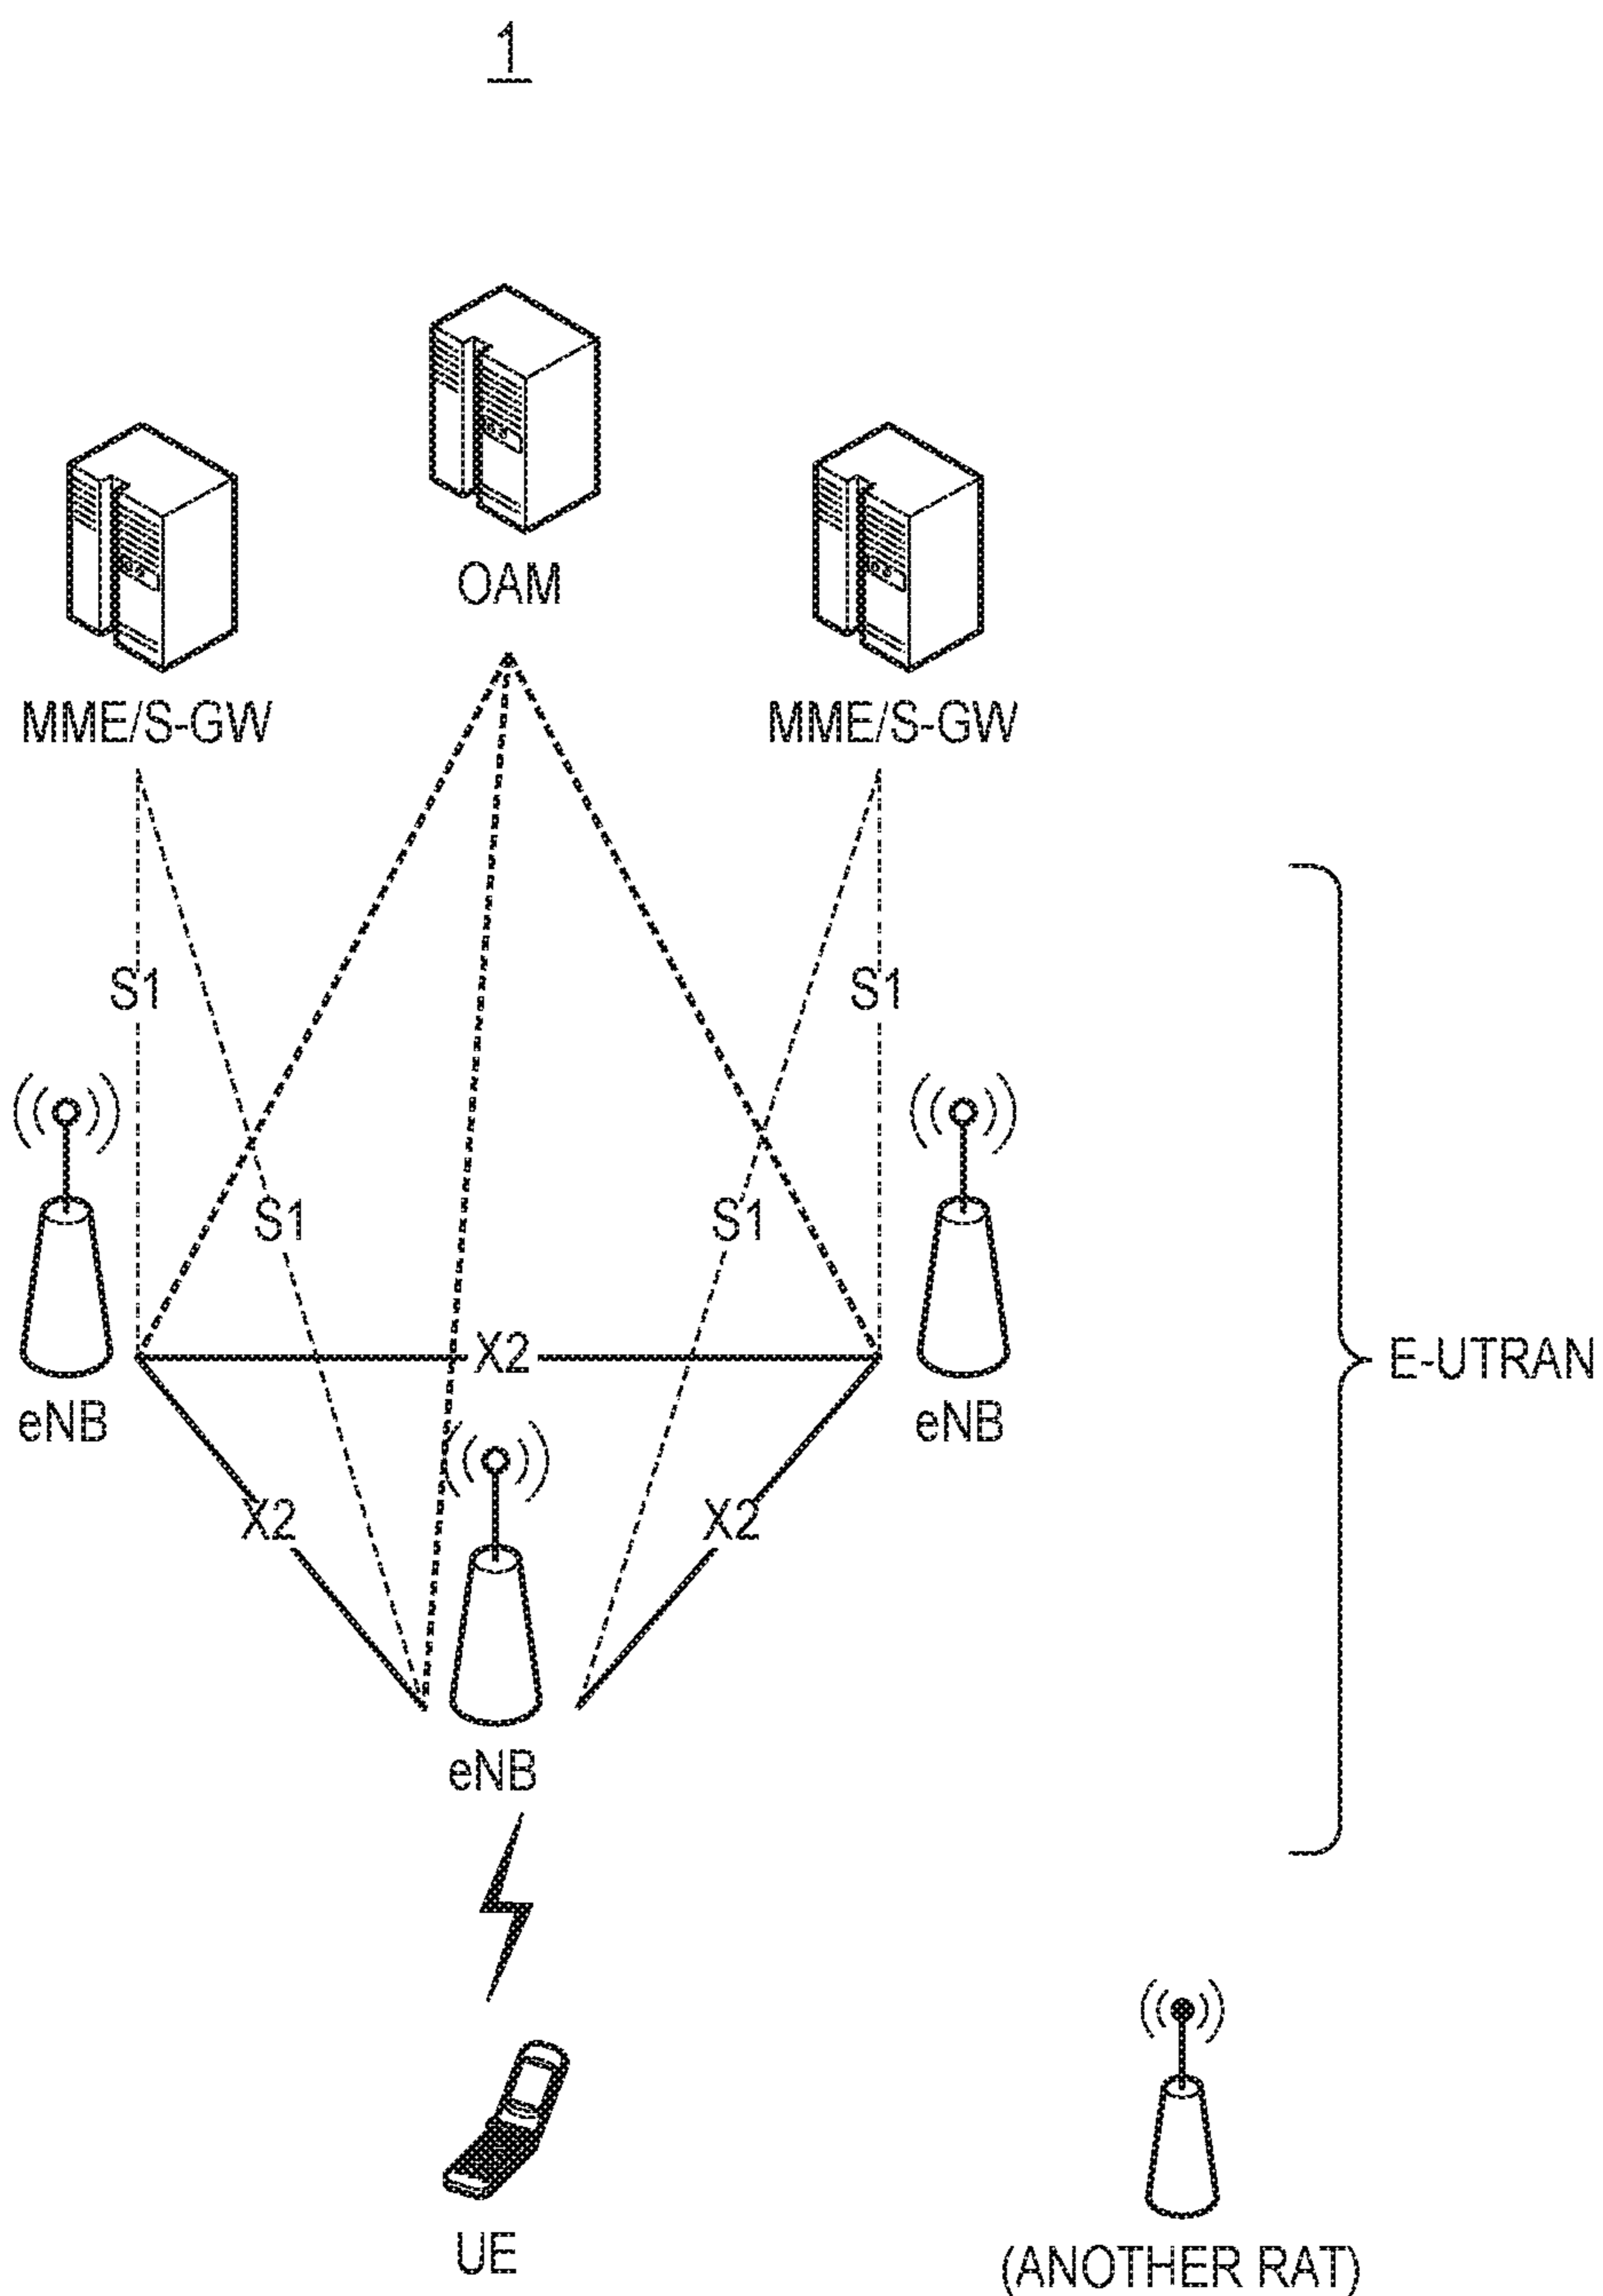 1
OAM
MME/S-GW
MME/S-GW
S1
S1
S1
S1
X2
E-UTRAN
eNB
eNB
X2
X2
eNB
UE
(ANOTHER RAT)